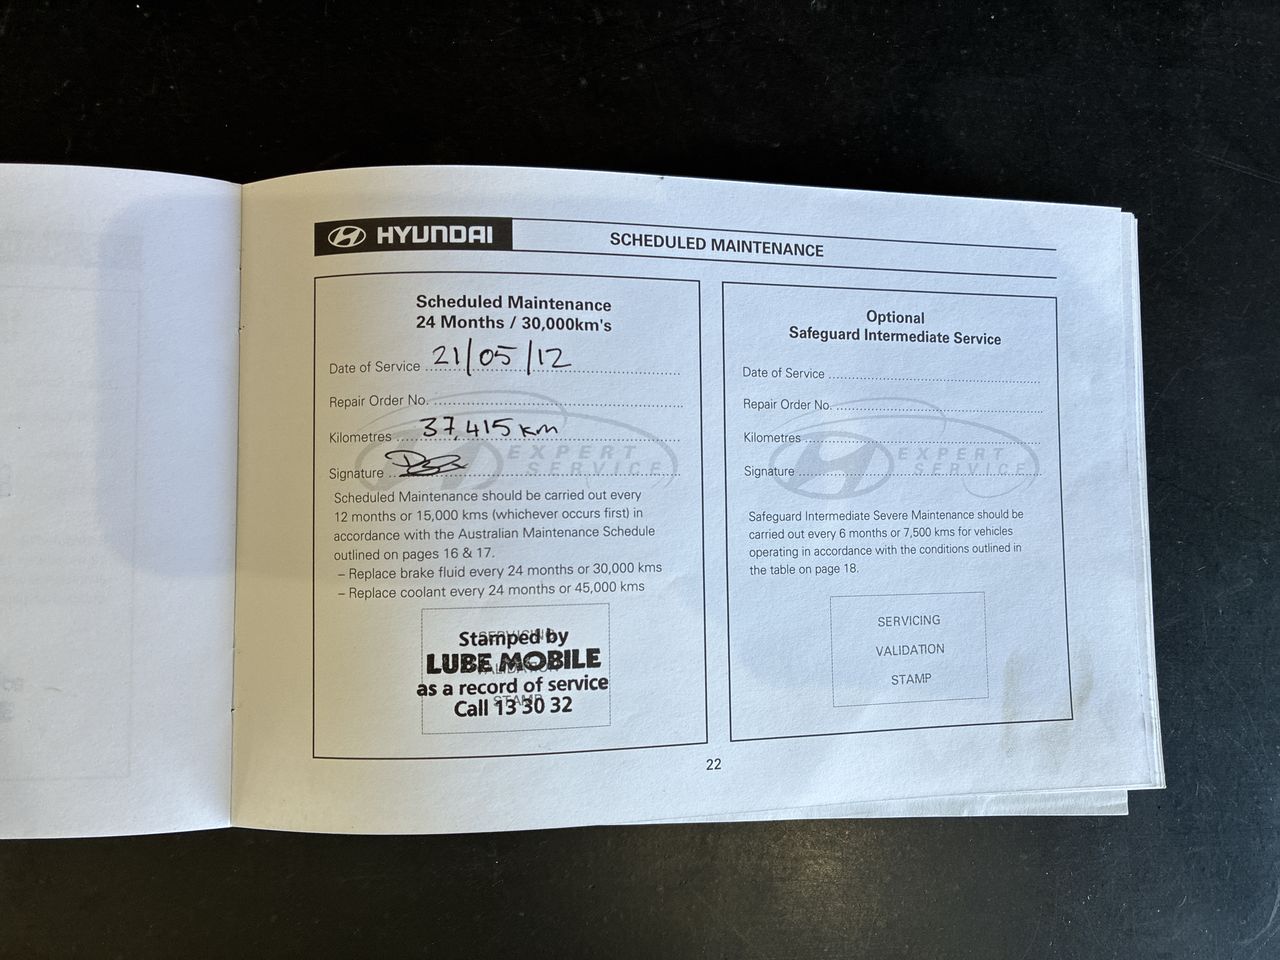 HYUNDAI
SCHEDULED MAINTENANCE
Scheduled Maintenance
24 Months / 30,000km's
Date of Service 21/05/12
Repair Order No.
Kilometres 37,415 km
Signature
EXPERT
SERVICE
Scheduled Maintenance should be carried out every
12 months or 15,000 kms (whichever occurs first) in
accordance with the Australian Maintenance Schedule
outlined on pages 16 & 17.
– Replace brake fluid every 24 months or 30,000 kms
– Replace coolant every 24 months or 45,000 kms
SERVICING
VALIDATION
STAMP
Stamped by
LUBE MOBILE
as a record of service
Call 13 30 32
Optional
Safeguard Intermediate Service
Date of Service
Repair Order No.
Kilometres
Signature
EXPERT
SERVICE
Safeguard Intermediate Severe Maintenance should be
carried out every 6 months or 7,500 kms for vehicles
operating in accordance with the conditions outlined in
the table on page 18.
SERVICING
VALIDATION
STAMP
22